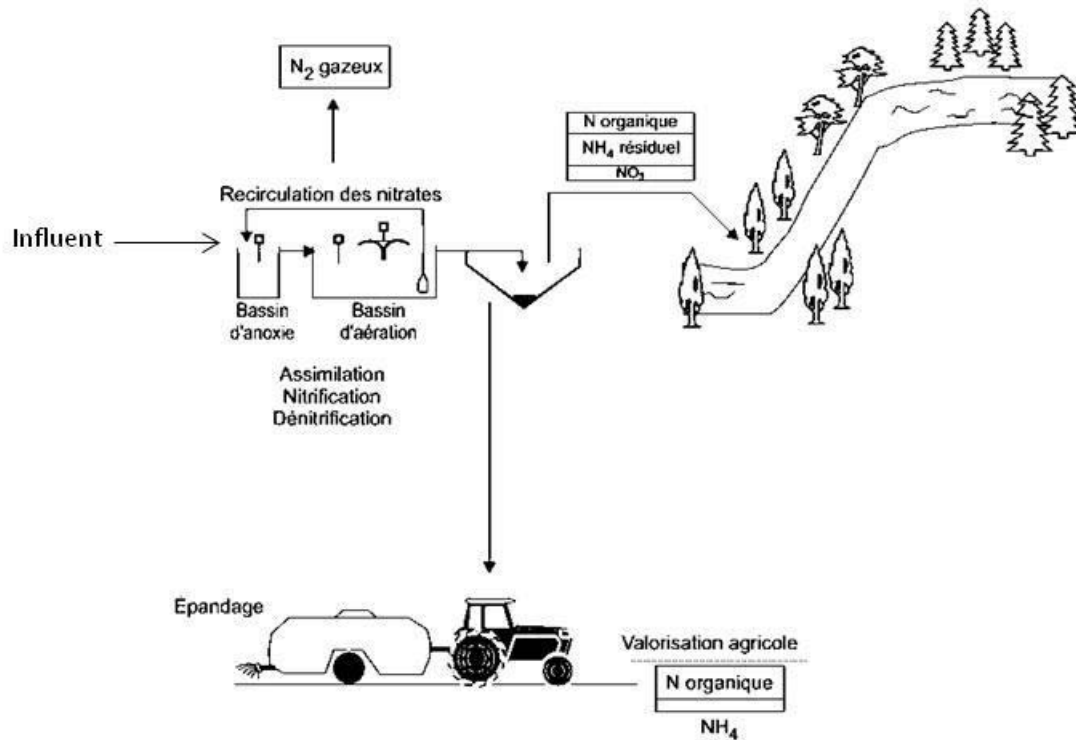 N2 gazeux
N organique
NH4 résiduel
NO3
Recirculation des nitrates
Influent
Bassin
d'anoxie
Bassin
d'aération
Assimilation
Nitrification
Dénitrification
Épandage
Valorisation agricole
N organique
NH4